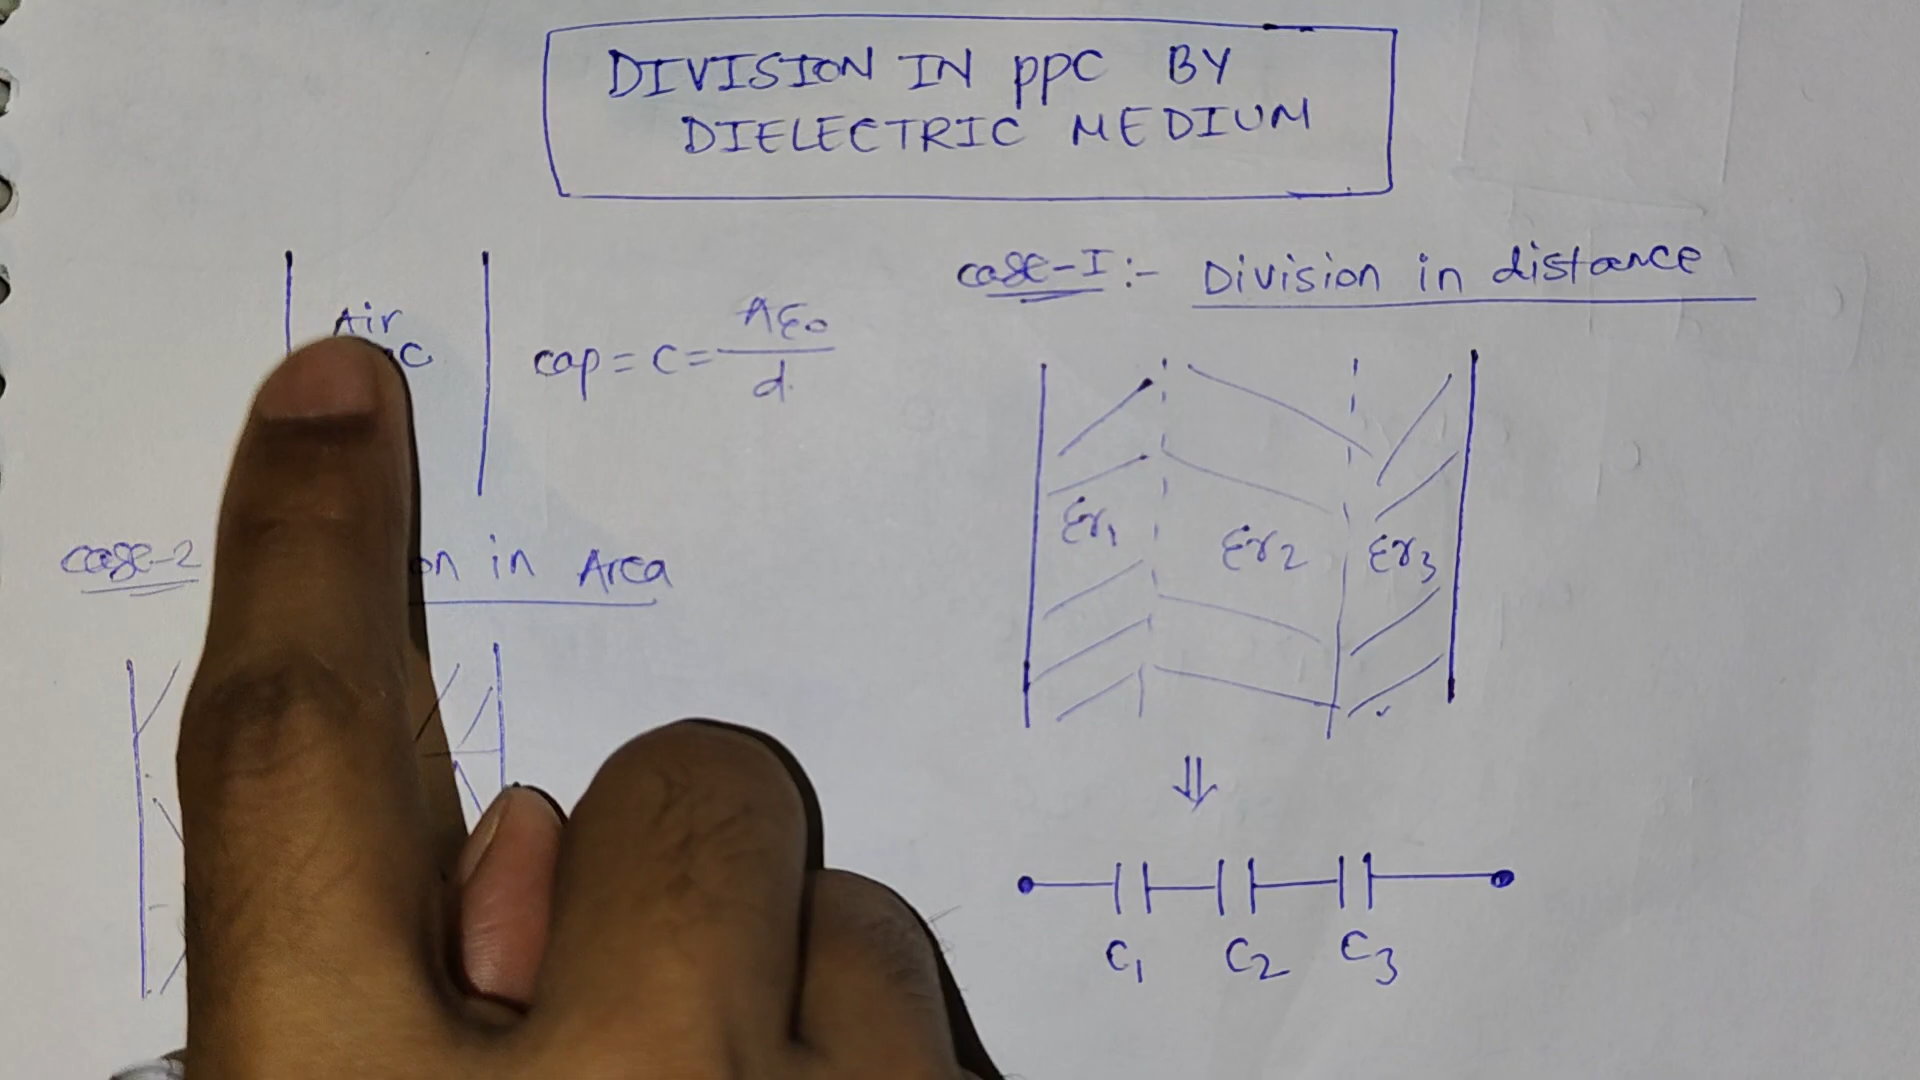 DIVISION IN PPC BY
DIELECTRIC MEDIUM
Air
cap = C = Aε₀/d
case-I :- Division in distance
εr₁ εr₂ εr₃
⇓
C₁ C₂ C₃
case-2 in Area